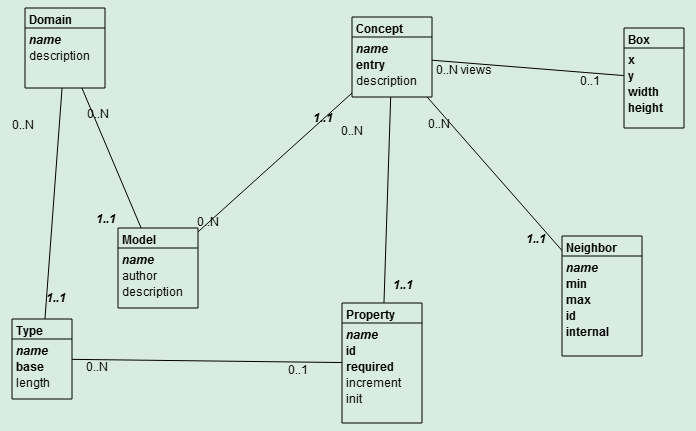 Domain
name
description
Concept
name
entry
description
Box
x
y
width
height
0..N views
0..1
0..N
0..N
1..1
0..N
0..N
1..1
0..N
1..1
Model
name
author
description
Neighbor
name
min
max
id
internal
1..1
1..1
Type
name
base
length
0..N
0..1
Property
name
id
required
increment
init